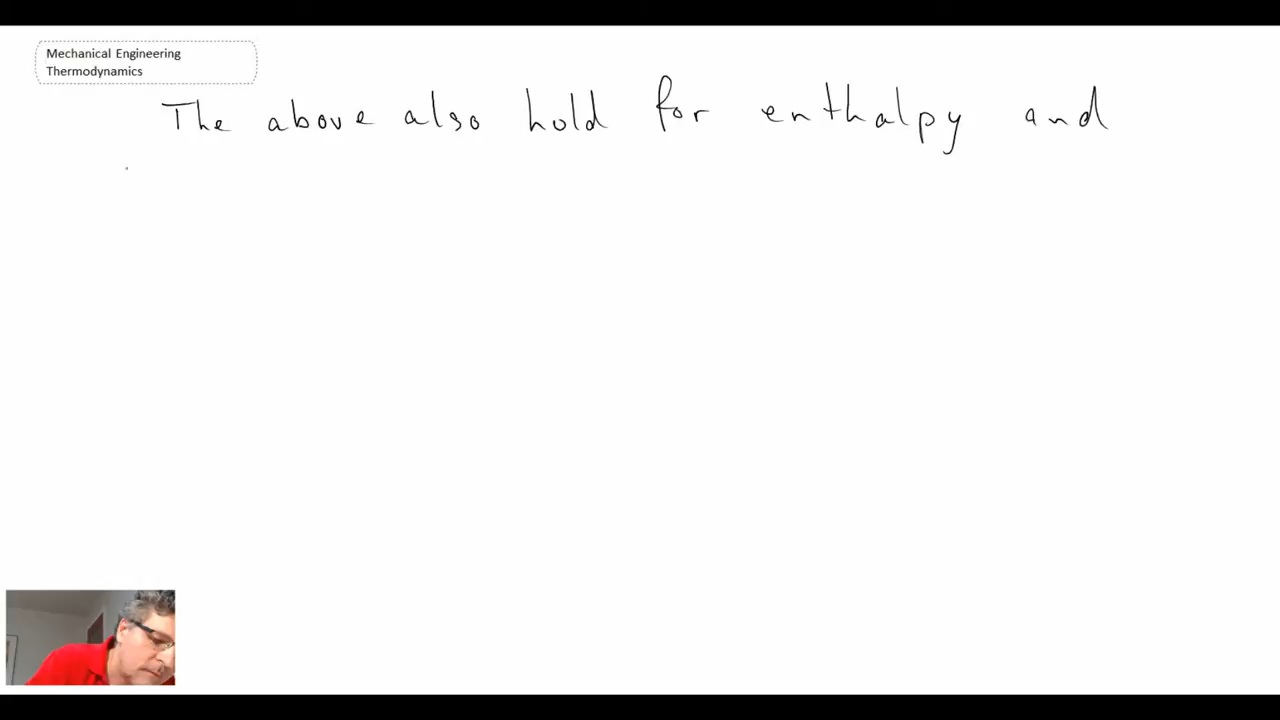 Mechanical Engineering
Thermodynamics
The above also hold for enthalpy and